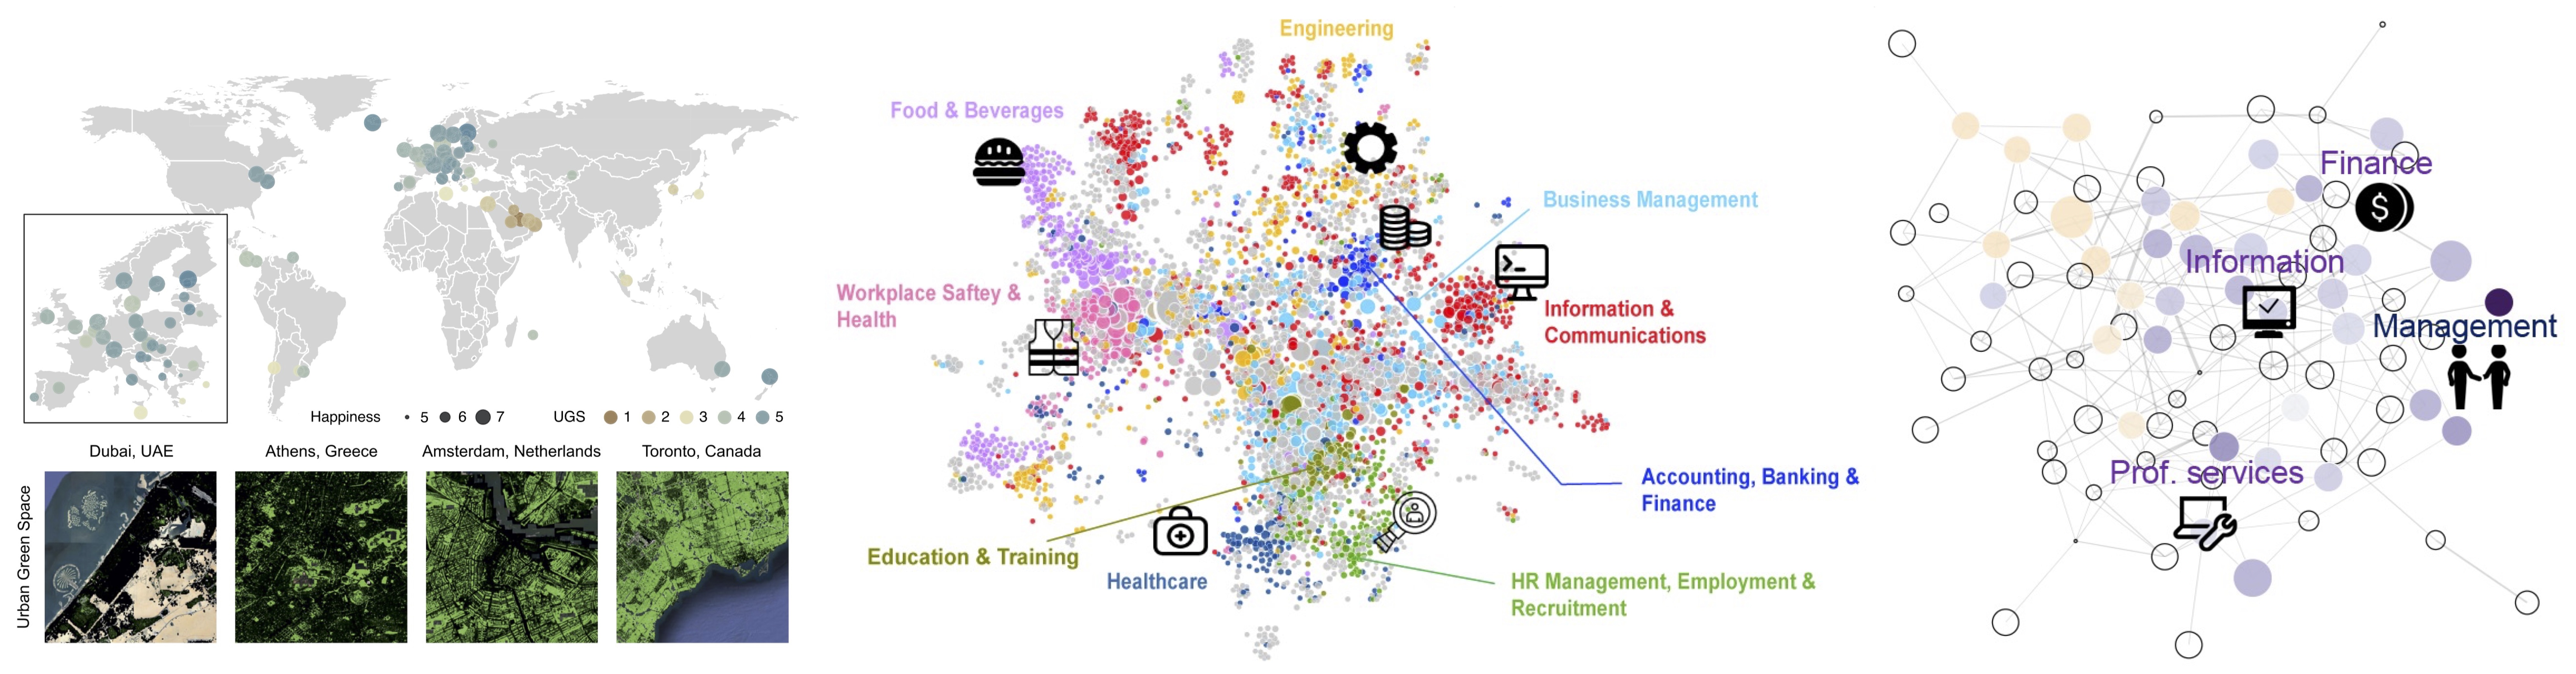 Happiness 5 6 7 UGS 1 2 3 4 5
Dubai, UAE
Athens, Greece
Amsterdam, Netherlands
Toronto, Canada
Urban Green Space
Engineering
Food & Beverages
Business Management
Workplace Saftey &
Health
>_
Information &
Communications
Accounting, Banking &
Finance
Education & Training
Healthcare
HR Management, Employment &
Recruitment
Finance
$
Information
Management
Prof. services